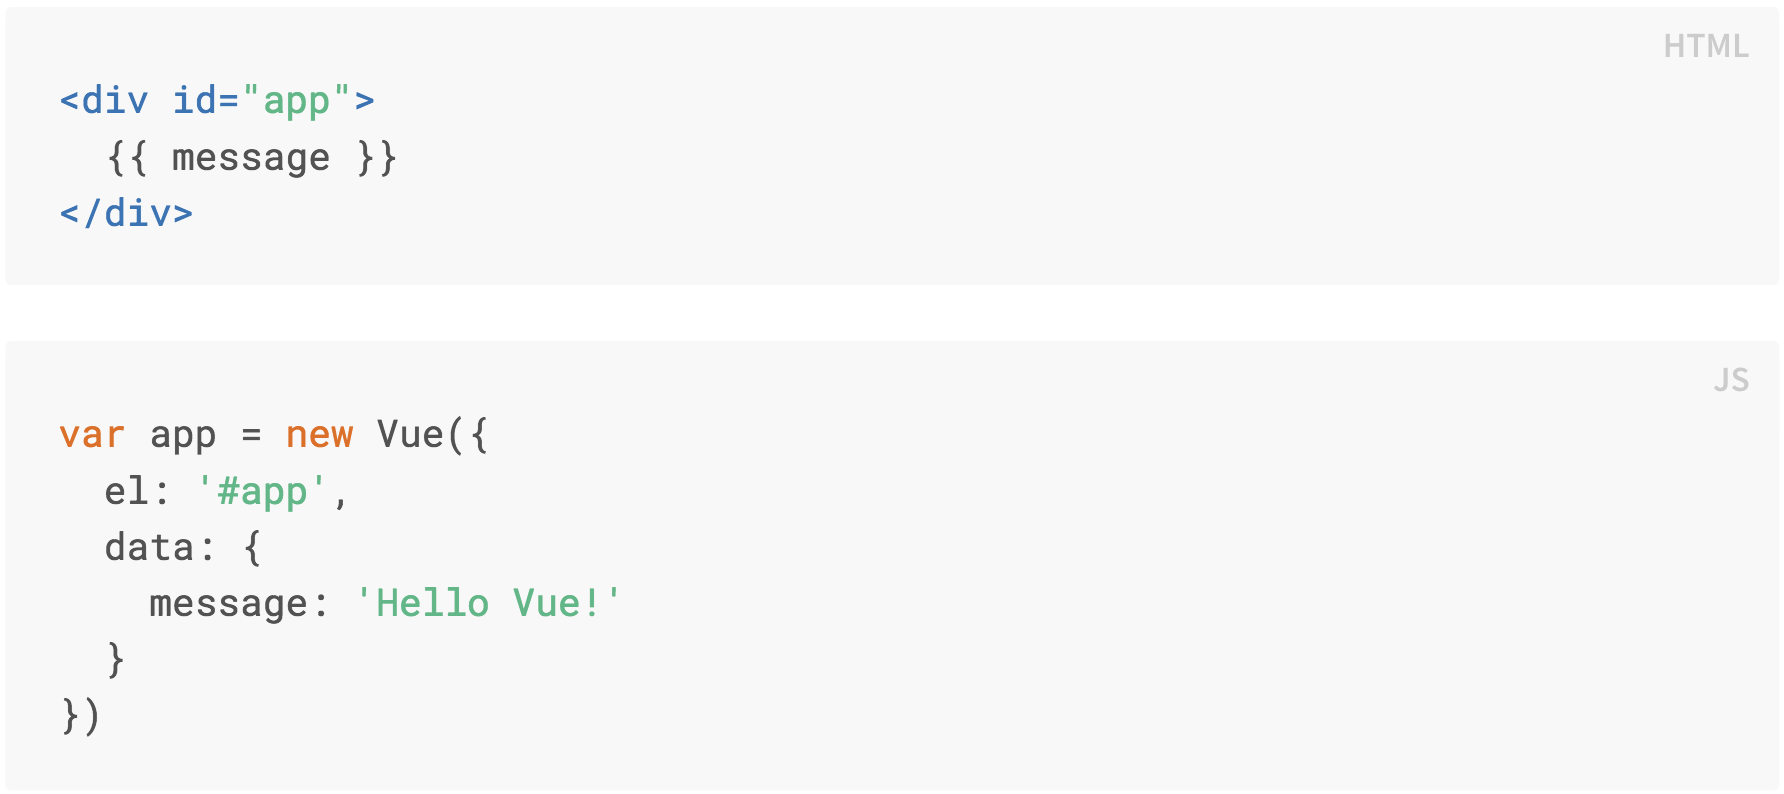 HTML
<div id="app">
  {{ message }}
</div>
JS
var app = new Vue({
  el: '#app',
  data: {
    message: 'Hello Vue!'
  }
})